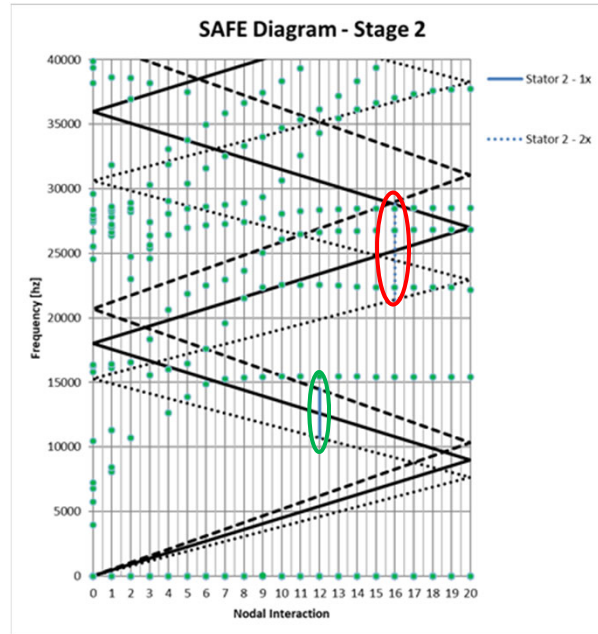 SAFE Diagram - Stage 2
40000
35000
30000
25000
20000
15000
10000
5000
0
Frequency [hz]
0 1 2 3 4 5 6 7 8 9 10 11 12 13 14 15 16 17 18 19 20
Nodal Interaction
Stator 2 - 1x
Stator 2 - 2x